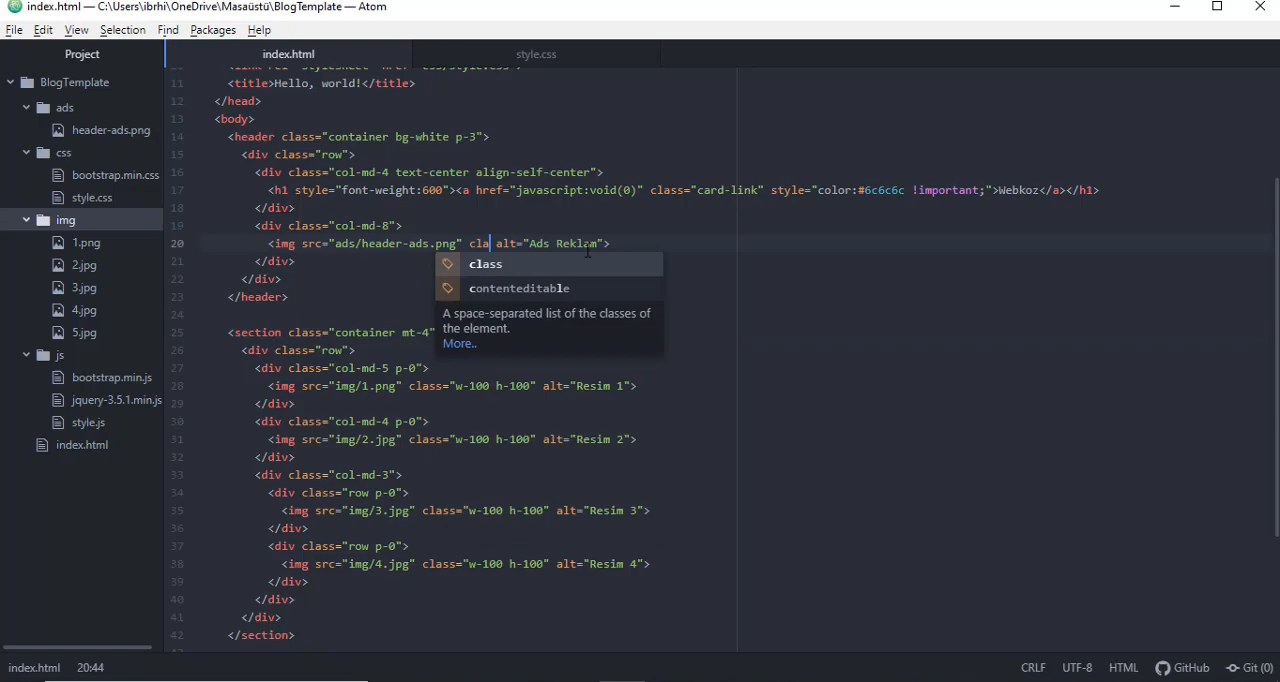 index.html — C:\Users\ibrhi\OneDrive\Masaüstü\BlogTemplate — Atom
File Edit View Selection Find Packages Help
Project
index.html
style.css
BlogTemplate
ads
header-ads.png
css
bootstrap.min.css
style.css
img
1.png
2.jpg
3.jpg
4.jpg
5.jpg
js
bootstrap.min.js
jquery-3.5.1.min.js
style.js
index.html
11 <title>Hello, world!</title>
12 </head>
13 <body>
14 <header class="container bg-white p-3">
15 <div class="row">
16 <div class="col-md-4 text-center align-self-center">
17 <h1 style="font-weight:600"><a href="javascript:void(0)" class="card-link" style="color:#6c6c6c !important;">Webkoz</a></h1>
18 </div>
19 <div class="col-md-8">
20 <img src="ads/header-ads.png" cla alt="Ads Reklam">
21 </div>
22 </div>
23 </header>
24
25 <section class="container mt-4"
26 <div class="row">
27 <div class="col-md-5 p-0">
28 <img src="img/1.png" class="w-100 h-100" alt="Resim 1">
29 </div>
30 <div class="col-md-4 p-0">
31 <img src="img/2.jpg" class="w-100 h-100" alt="Resim 2">
32 </div>
33 <div class="col-md-3">
34 <div class="row p-0">
35 <img src="img/3.jpg" class="w-100 h-100" alt="Resim 3">
36 </div>
37 <div class="row p-0">
38 <img src="img/4.jpg" class="w-100 h-100" alt="Resim 4">
39 </div>
40 </div>
41 </div>
42 </section>
class
contenteditable
A space-separated list of the classes of
the element.
More..
index.html 20:44
CRLF UTF-8 HTML GitHub Git (0)